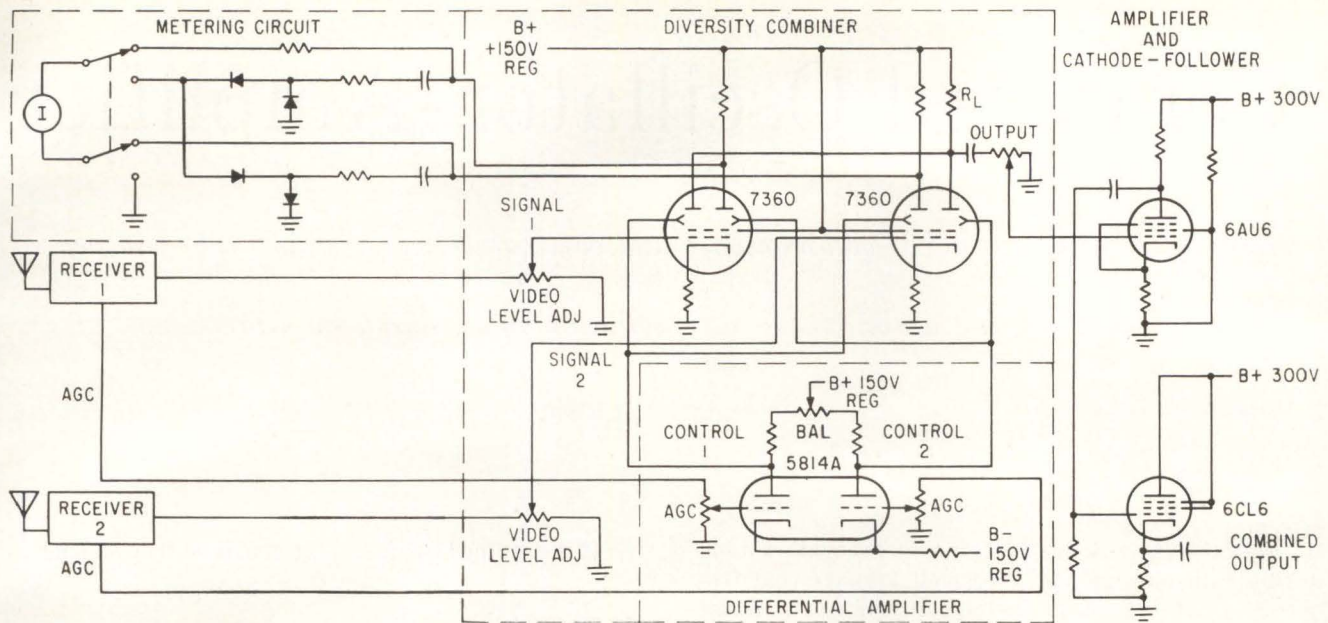 METERING CIRCUIT
I
B+
+150V
REG
DIVERSITY COMBINER
AMPLIFIER
AND
CATHODE-FOLLOWER
B+ 300V
RL
OUTPUT
7360
7360
6AU6
SIGNAL
1
RECEIVER
1
VIDEO
LEVEL ADJ
SIGNAL
2
AGC
B+ 150V
REG
BAL
CONTROL
1
CONTROL
2
5814A
AGC
AGC
B-
150V
REG
RECEIVER
2
VIDEO
LEVEL ADJ
AGC
DIFFERENTIAL AMPLIFIER
B+ 300V
6CL6
COMBINED
OUTPUT